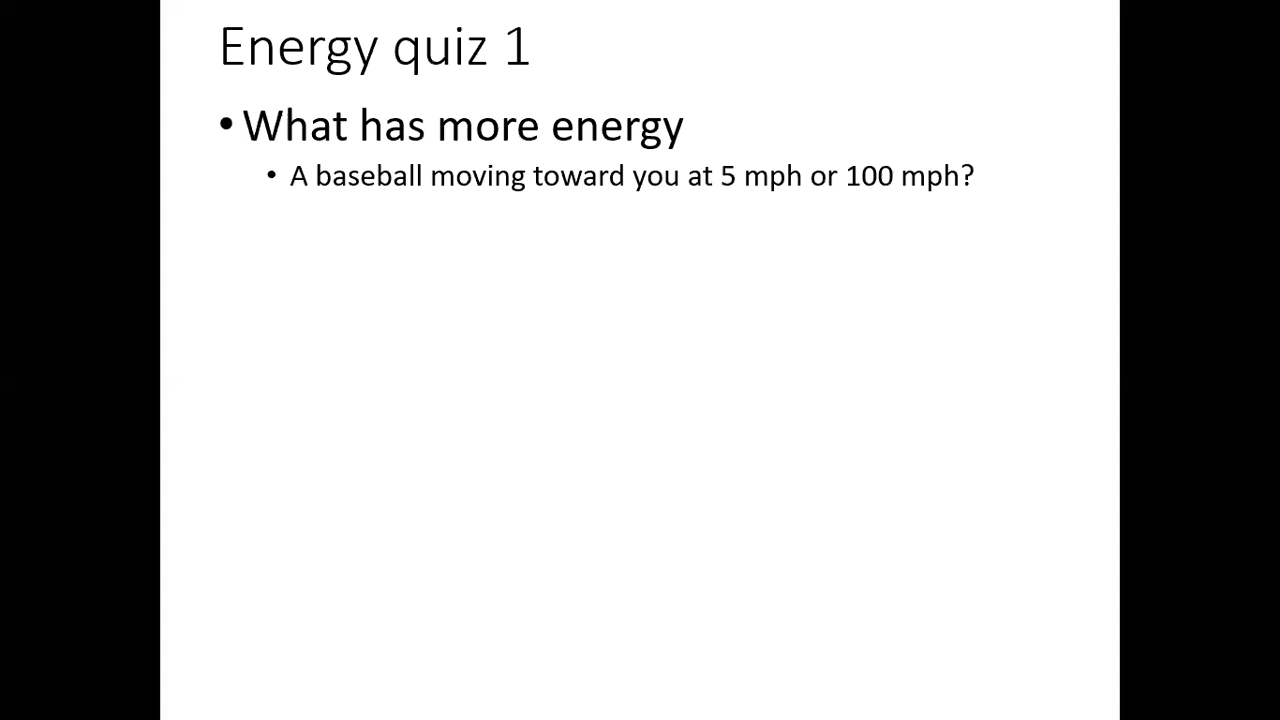 Energy quiz 1
• What has more energy
• A baseball moving toward you at 5 mph or 100 mph?